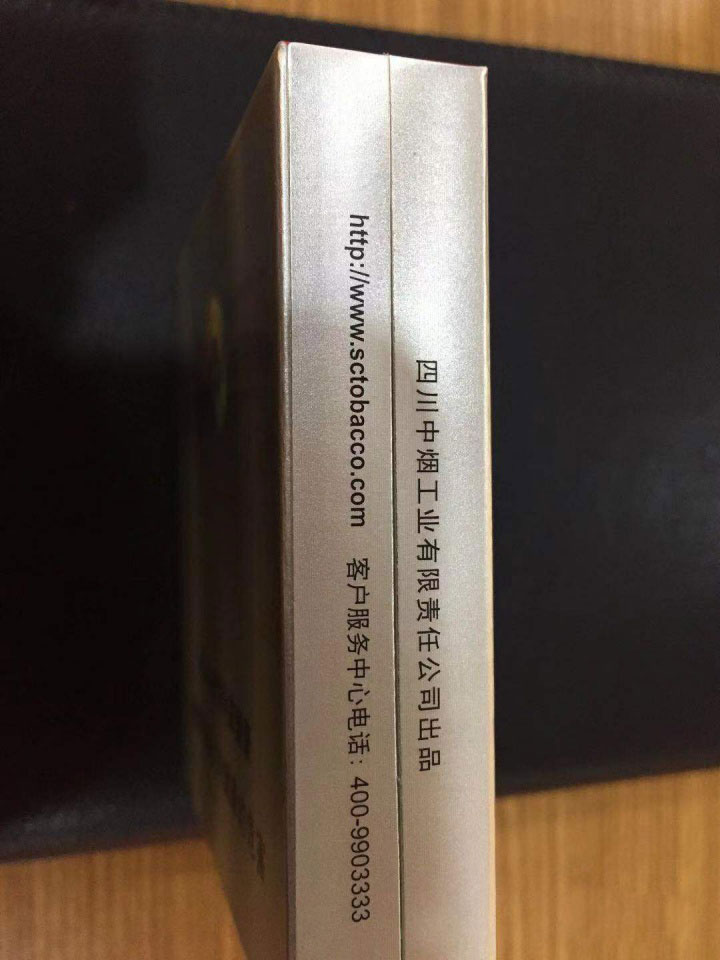 四川中烟工业有限责任公司出品
http://www.sctobacco.com 客户服务中心电话：400-9903333